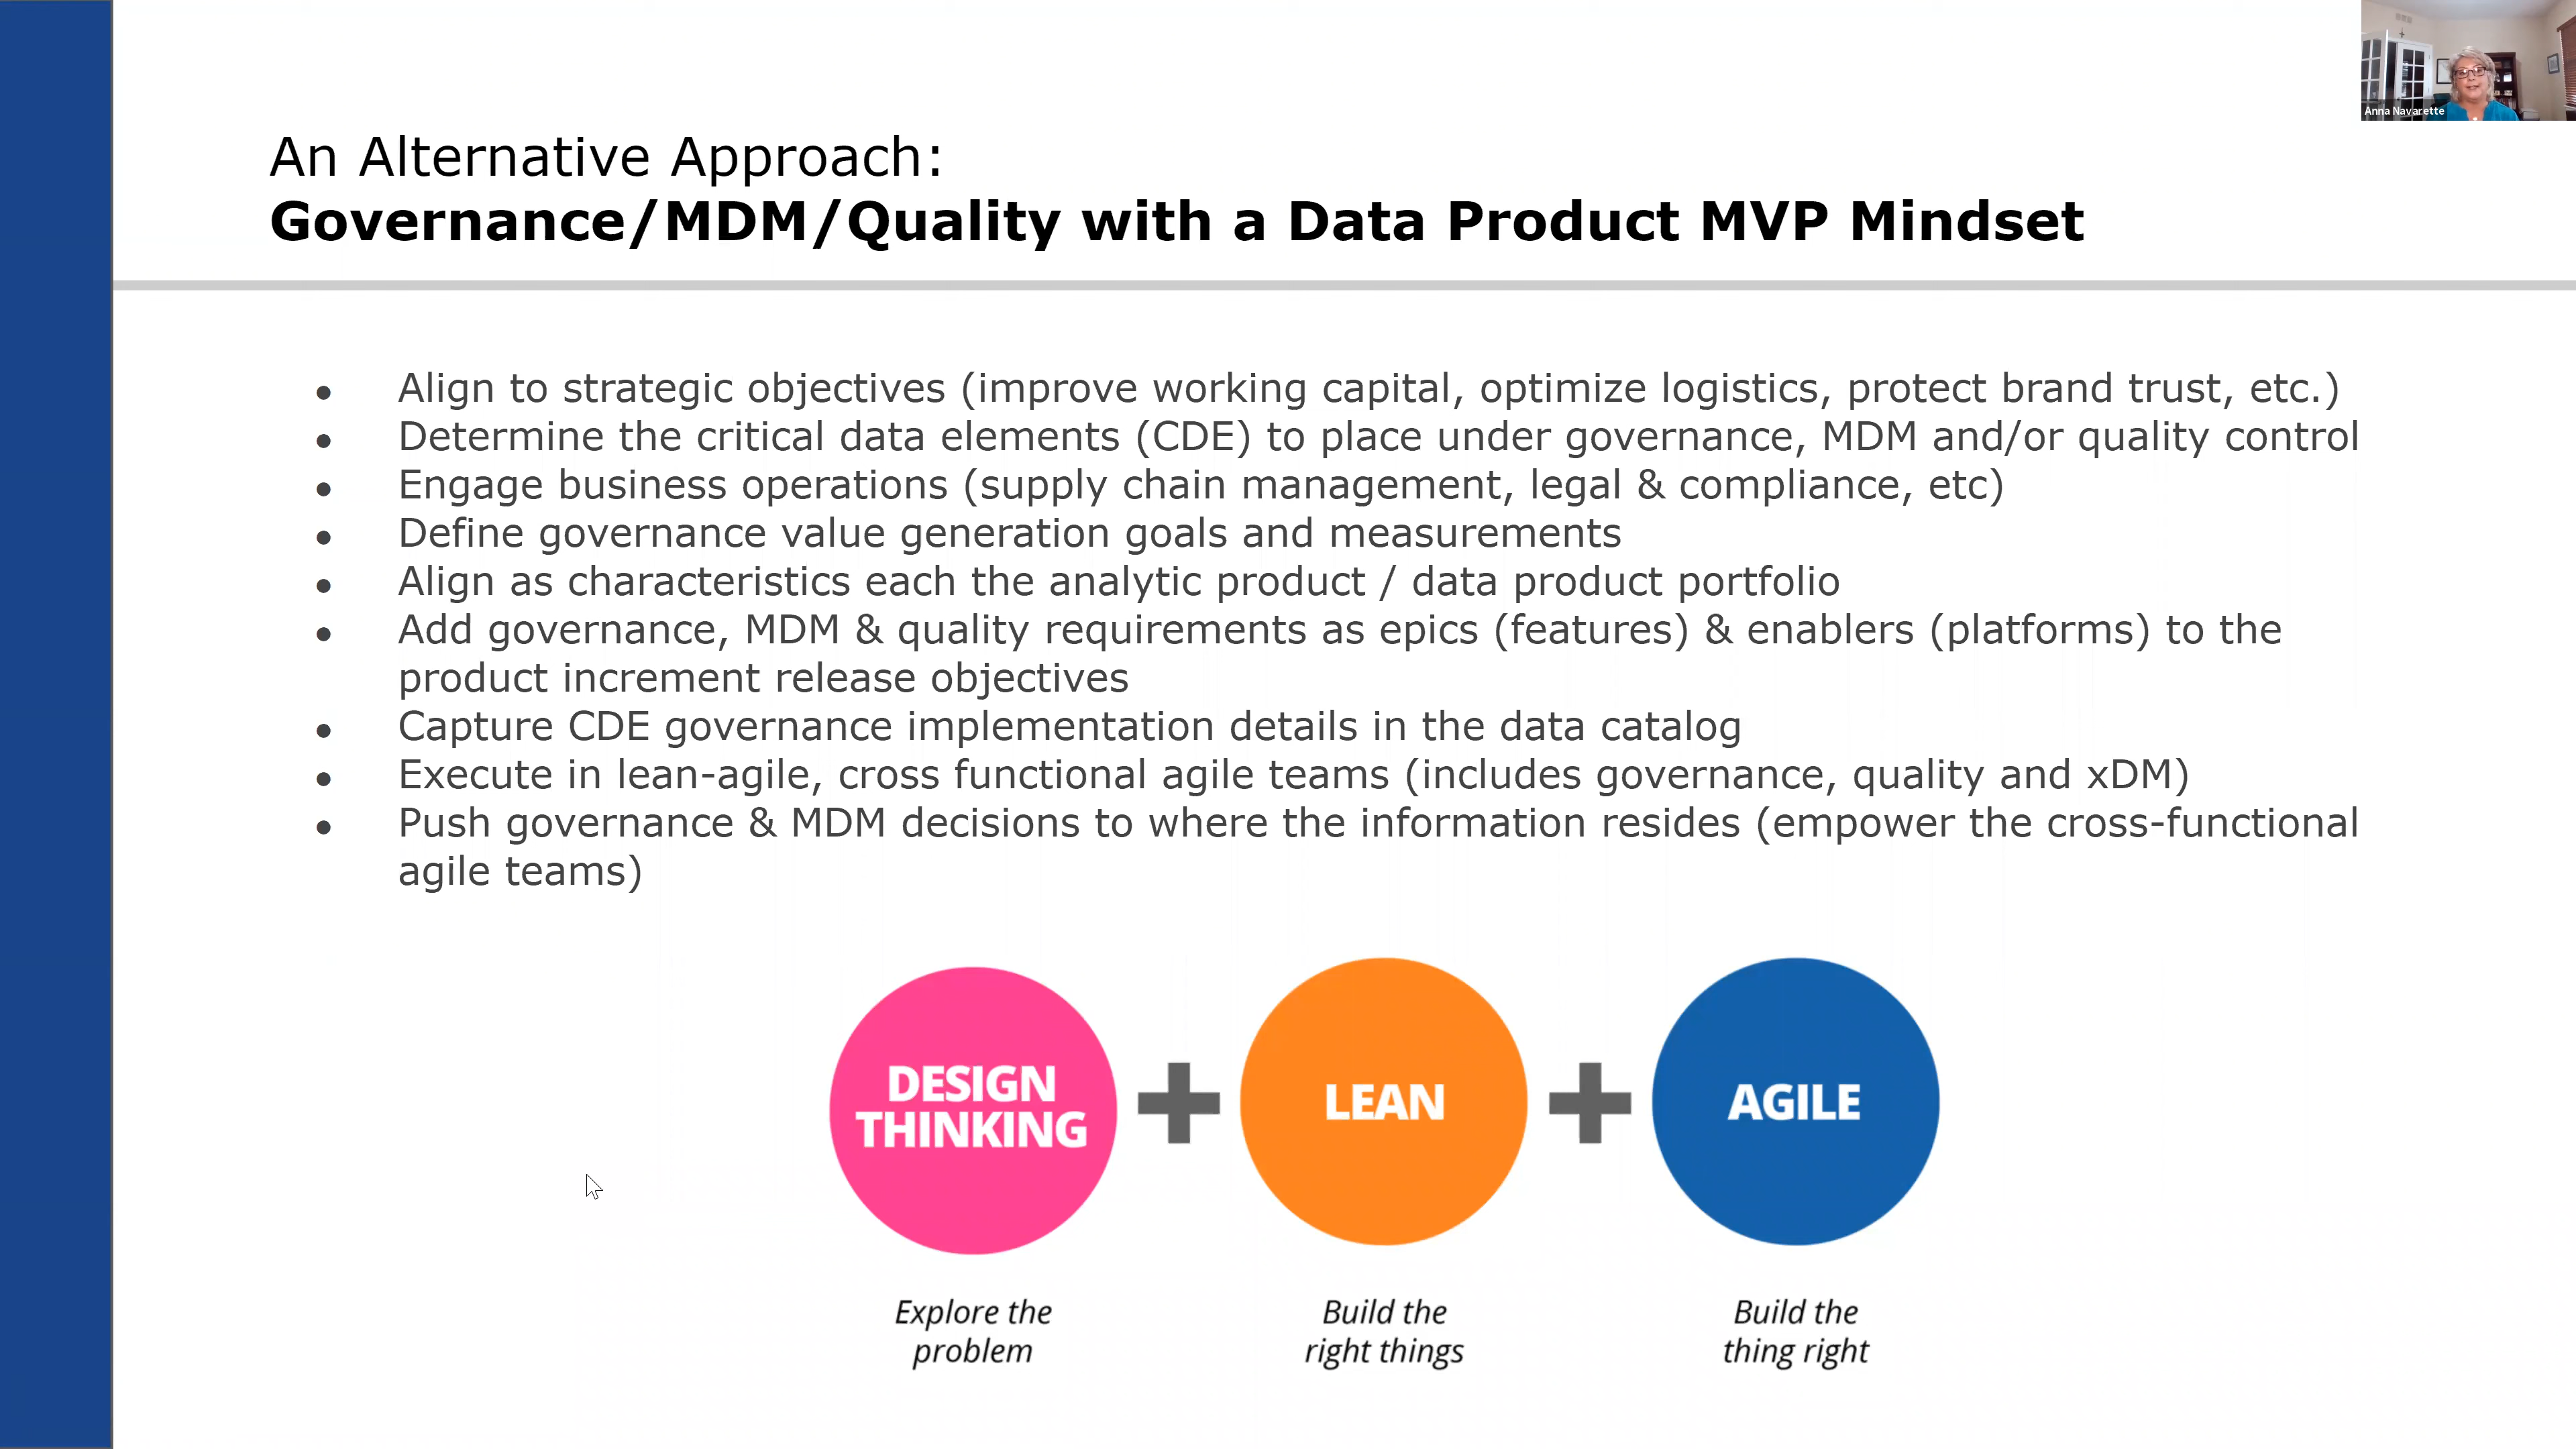 Anna Navarette
An Alternative Approach:
Governance/MDM/Quality with a Data Product MVP Mindset
● Align to strategic objectives (improve working capital, optimize logistics, protect brand trust, etc.)
● Determine the critical data elements (CDE) to place under governance, MDM and/or quality control
● Engage business operations (supply chain management, legal & compliance, etc)
● Define governance value generation goals and measurements
● Align as characteristics each the analytic product / data product portfolio
● Add governance, MDM & quality requirements as epics (features) & enablers (platforms) to the
product increment release objectives
● Capture CDE governance implementation details in the data catalog
● Execute in lean-agile, cross functional agile teams (includes governance, quality and xDM)
● Push governance & MDM decisions to where the information resides (empower the cross-functional
agile teams)
DESIGN
THINKING
LEAN
AGILE
Explore the
problem
Build the
right things
Build the
thing right